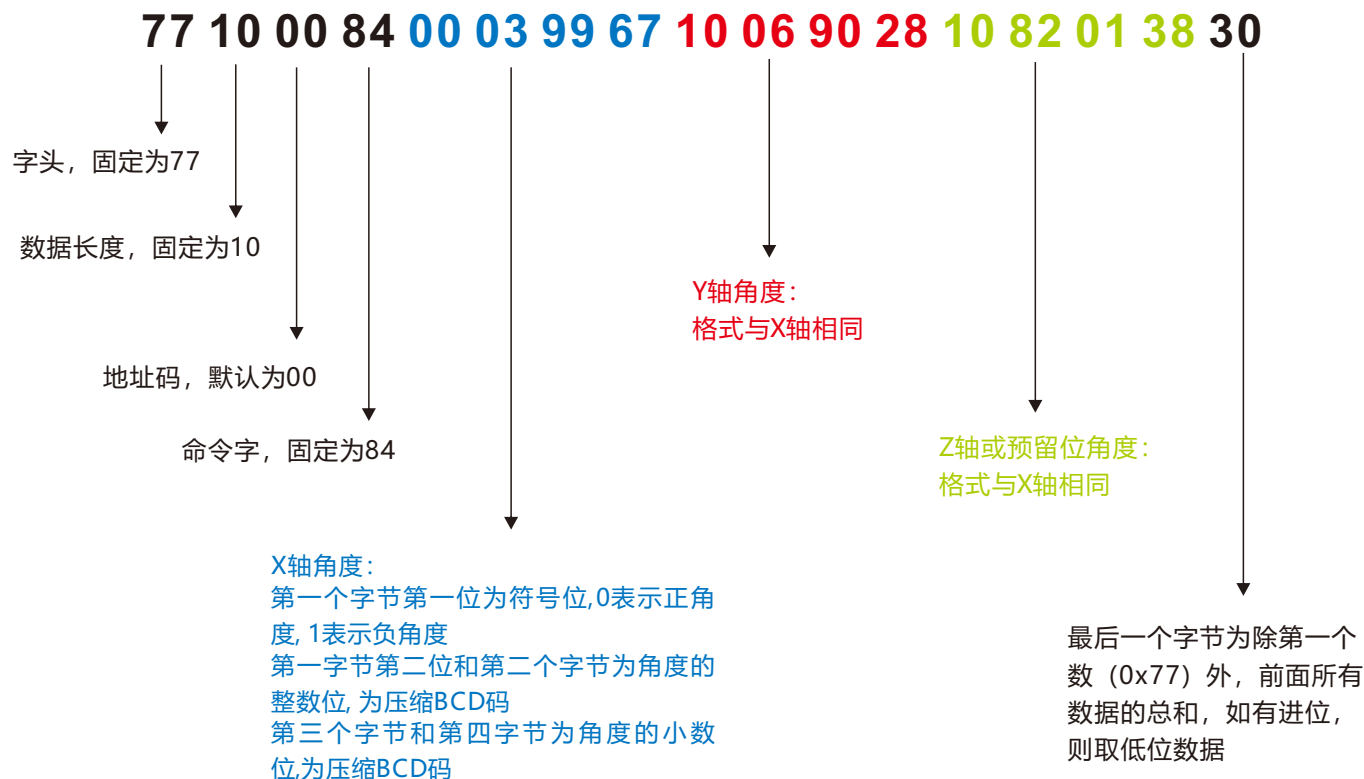 77 10 00 84 00 03 99 67 10 06 90 28 10 82 01 38 30
字头，固定为77
数据长度，固定为10
地址码，默认为00
命令字，固定为84
Y轴角度：
格式与X轴相同
Z轴或预留位角度：
格式与X轴相同
X轴角度：
第一个字节第一位为符号位,0表示正角
度, 1表示负角度
第一字节第二位和第二个字节为角度的
整数位, 为压缩BCD码
第三个字节和第四字节为角度的小数
位,为压缩BCD码
最后一个字节为除第一个
数（0x77）外，前面所有
数据的总和，如有进位，
则取低位数据